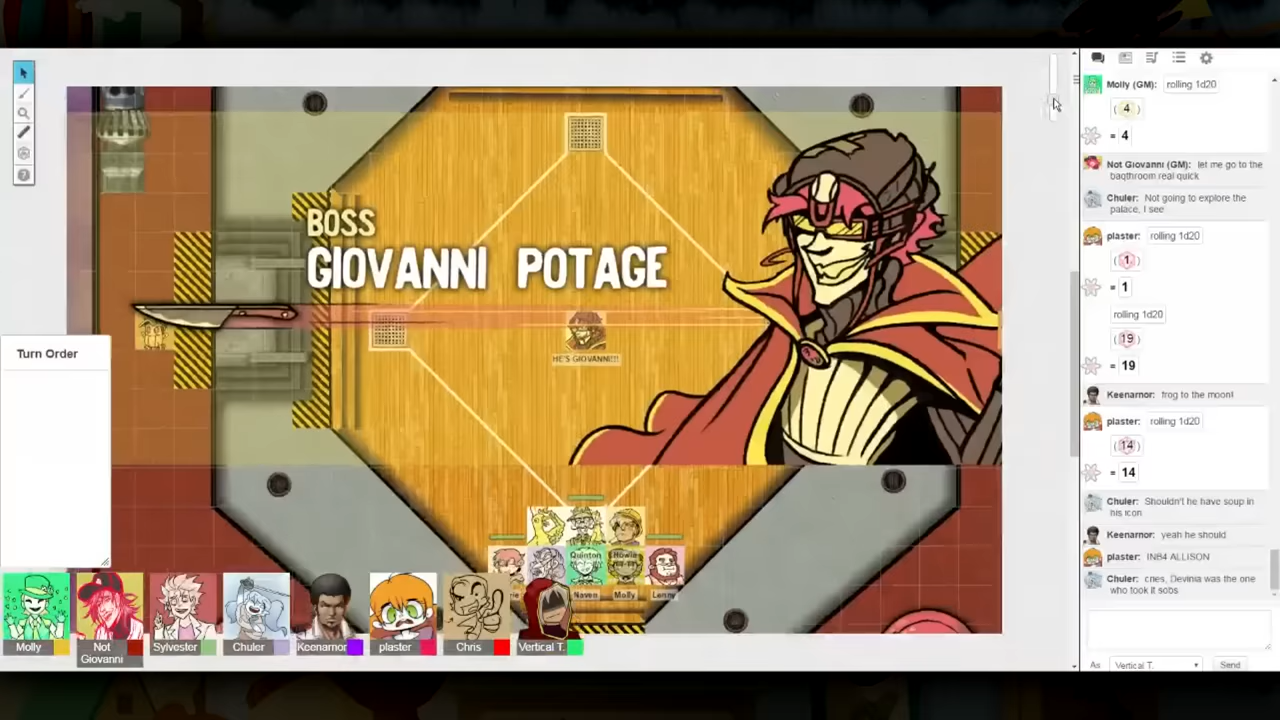 BOSS
GIOVANNI POTAGE
HE'S GIOVANNI!!!
Turn Order
Quinton
Naven
Molly
Lenny
Molly
Not
Giovanni
Sylvester
Chuler
Keenarnor
plaster
Chris
Vertical T.
Molly (GM): rolling 1d20
(4)
= 4
Not Giovanni (GM): let me go to the
baqthroom real quick
Chuler: Not going to explore the
palace, I see
plaster: rolling 1d20
(1)
= 1
rolling 1d20
(19)
= 19
Keenarnor: frog to the moon!
plaster: rolling 1d20
(14)
= 14
Chuler: Shouldn't he have soup in
his icon
Keenarnor: yeah he should
plaster: IN84 ALLISON
Chuler: cries, Devinia was the one
who took it sobs
As
Vertical T.
Send